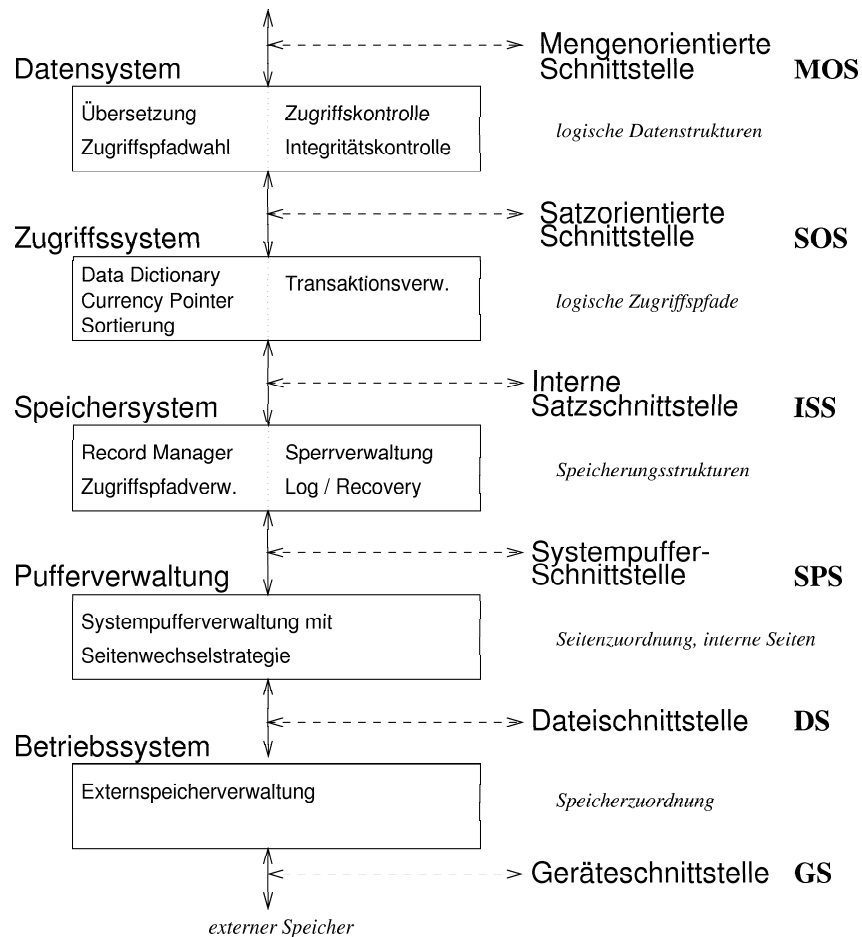 Mengenorientierte
Datensystem Schnittstelle MOS
Übersetzung Zugriffskontrolle
logische Datenstrukturen
Zugriffspfadwahl Integritätskontrolle
Satzorientierte
Zugriffssystem Schnittstelle SOS
Data Dictionary Transaktionsverw.
Currency Pointer logische Zugriffspfade
Sortierung
Interne
Speichersystem Satzschnittstelle ISS
Record Manager Sperrverwaltung
Speicherungsstrukturen
Zugriffspfadverw. Log / Recovery
Systempuffer-
Pufferverwaltung Schnittstelle SPS
Systempufferverwaltung mit
Seitenzuordnung, interne Seiten
Seitenwechselstrategie
Dateischnittstelle DS
Betriebssystem
Externspeicherverwaltung
Speicherzuordnung
Geräteschnittstelle GS
externer Speicher